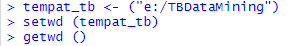 > tempat_tb <- ("e:/TBDataMining")
> setwd (tempat_tb)
> getwd ()